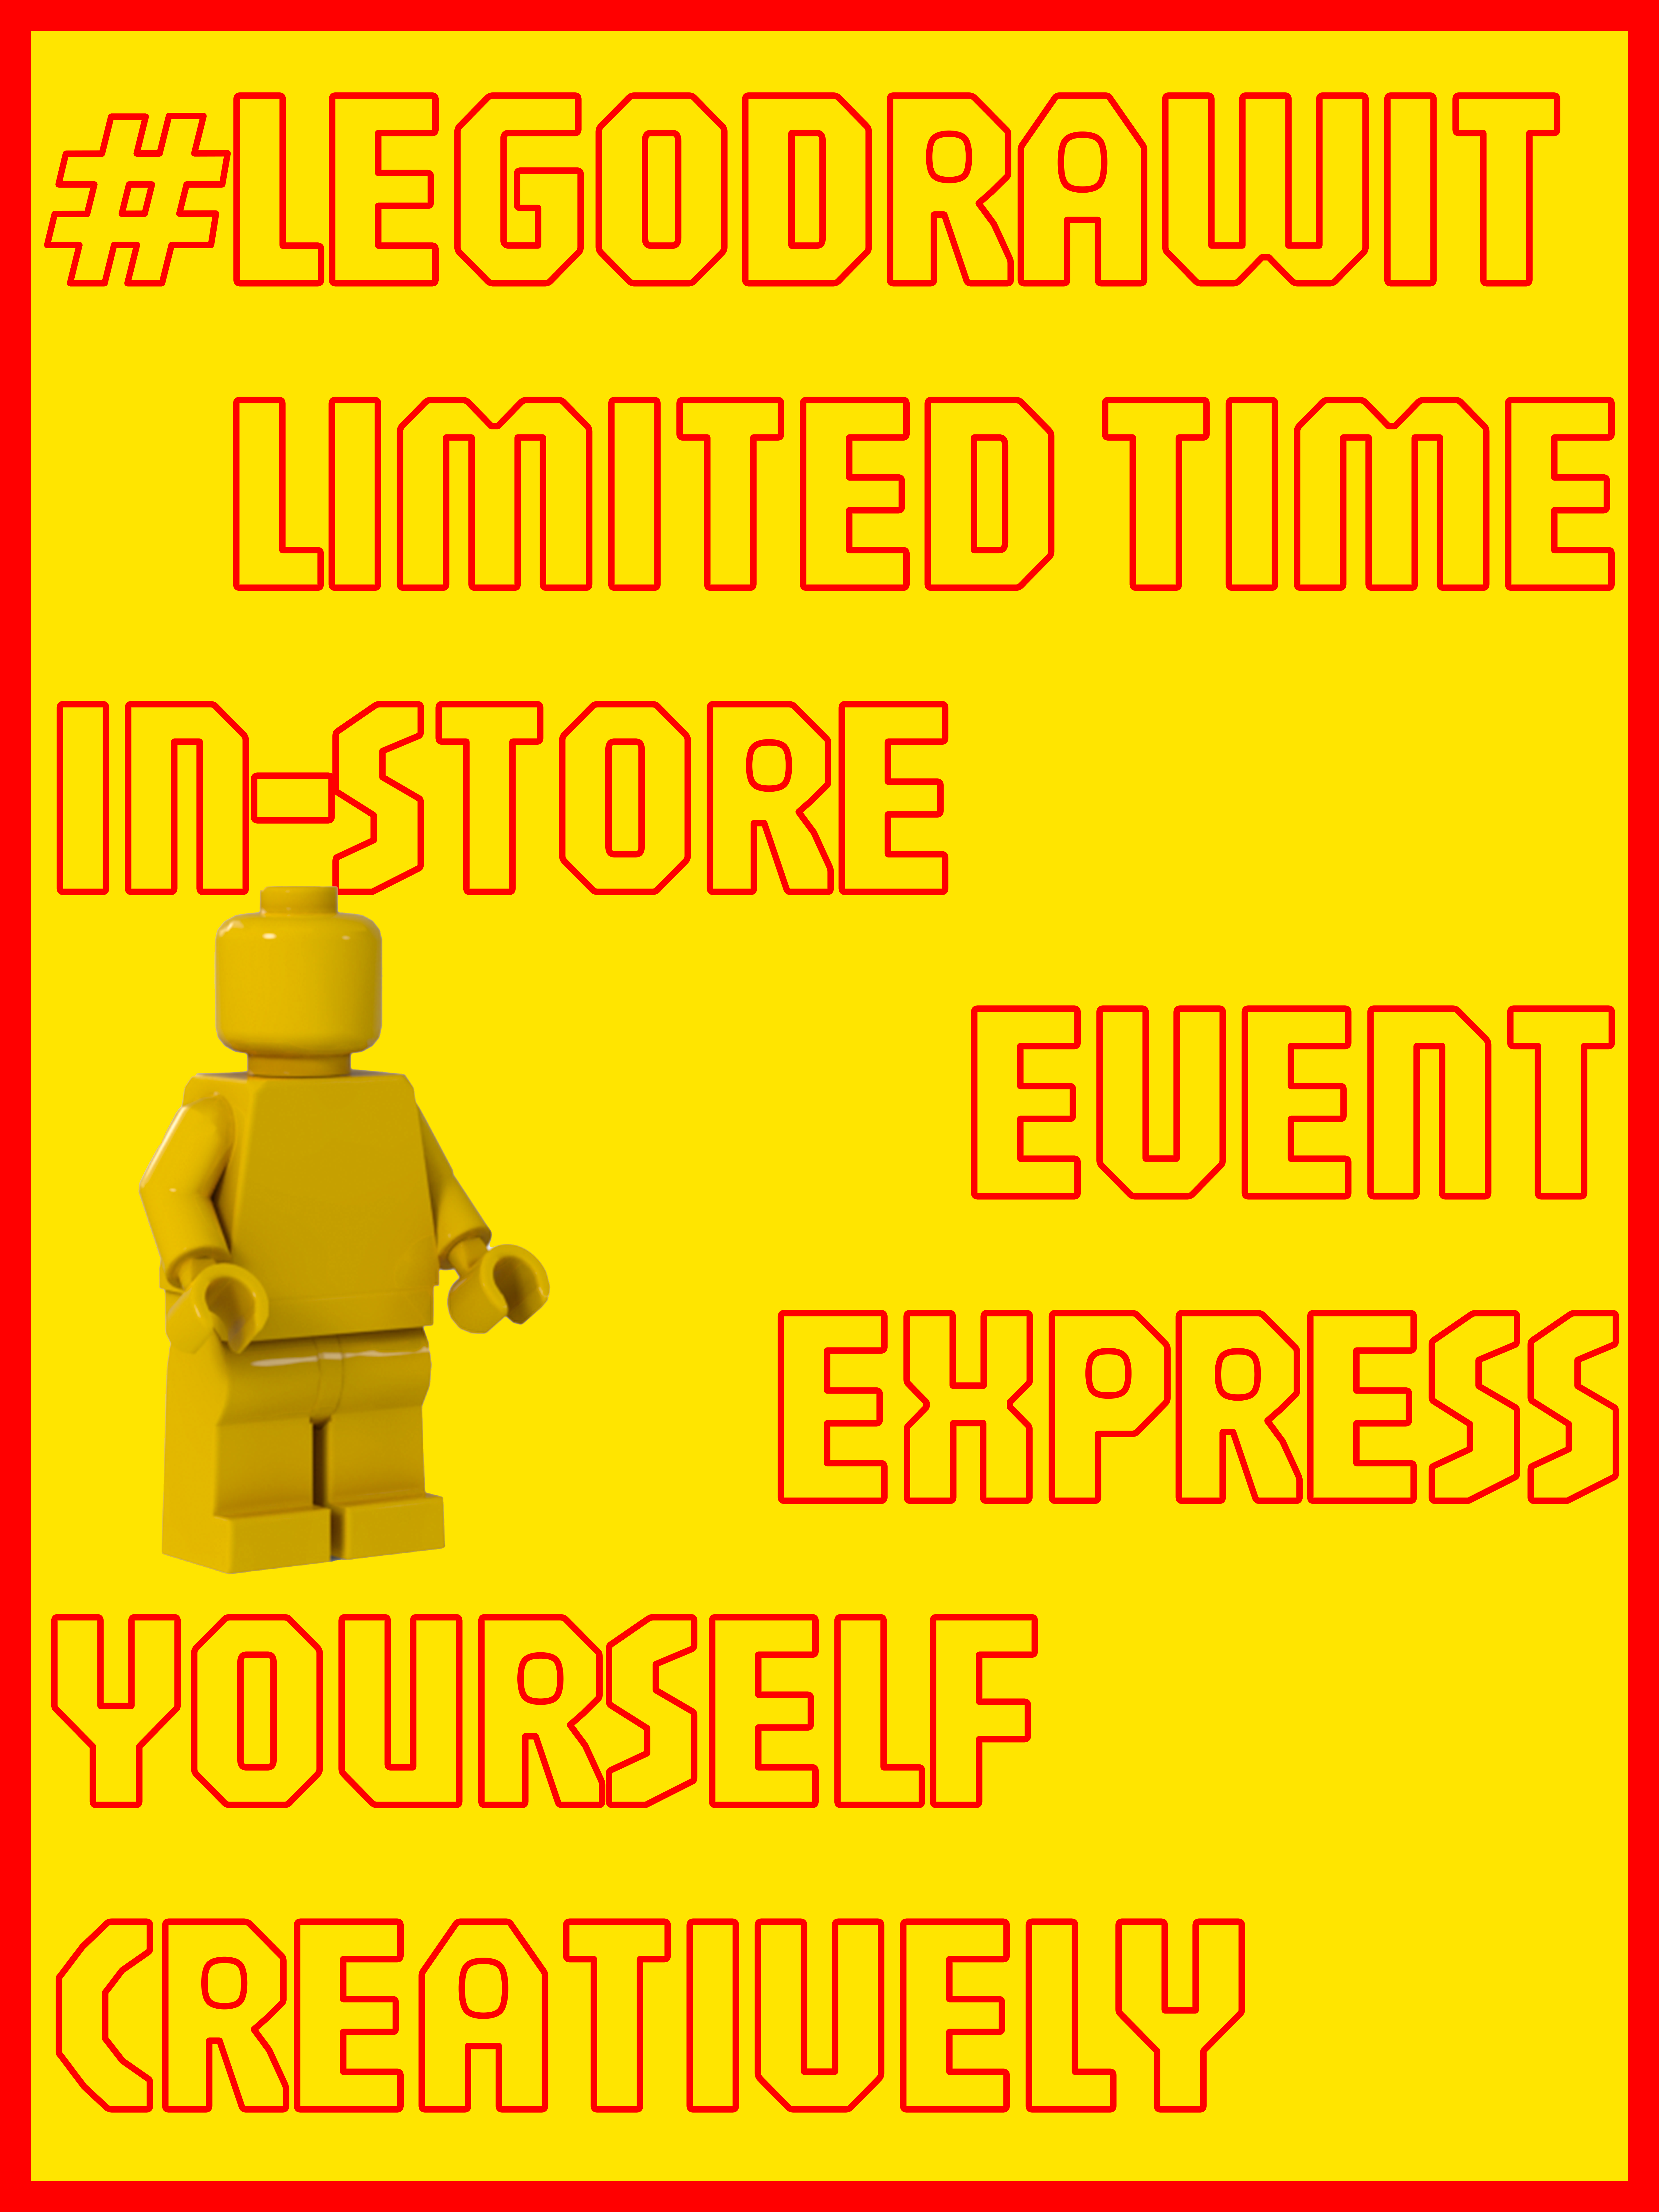 #LEGODRAWIT
LIMITED TIME
IN-STORE
EVENT
EXPRESS
YOURSELF
CREATIVELY